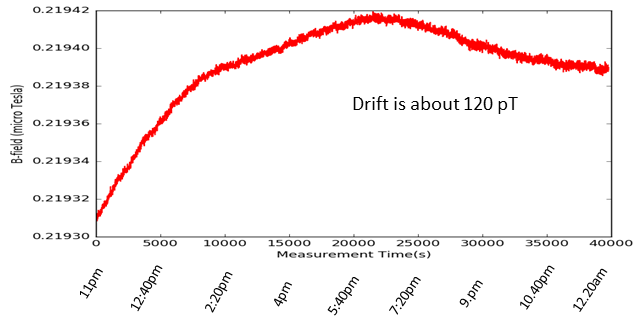 0.21942
0.21940
0.21938
0.21936
0.21934
0.21932
0.21930
B-field (micro Tesla)
Drift is about 120 pT
0 5000 10000 15000 20000 25000 30000 35000 40000
Measurement Time(s)
11pm 12:40pm 2:20pm 4pm 5:40pm 7:20pm 9.pm 10.40pm 12.20am